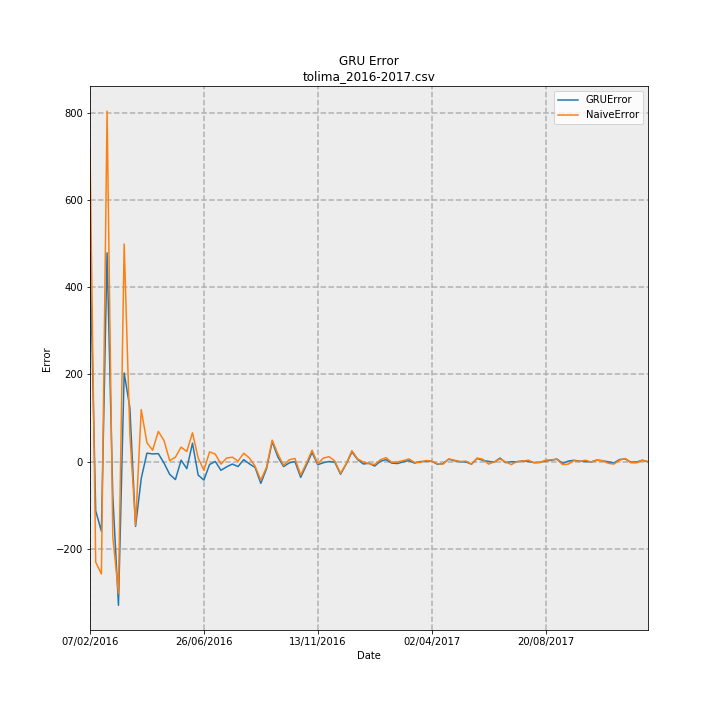 GRU Error
tolima_2016-2017.csv
GRUError
NaiveError
800
600
400
200
0
−200
Error
07/02/2016
26/06/2016
13/11/2016
02/04/2017
20/08/2017
Date